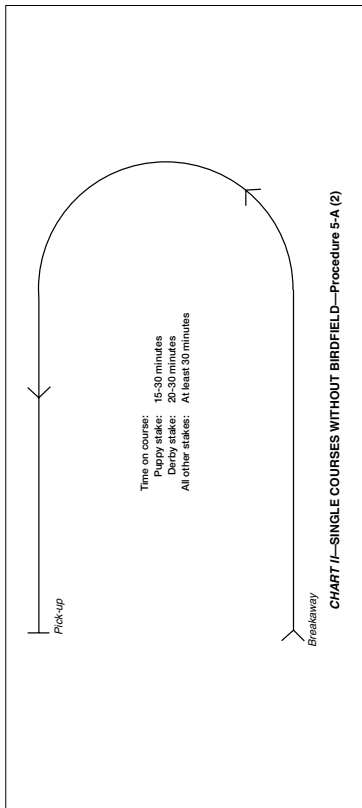 Pick-up
Time on course:
Puppy stake: 15-30 minutes
Derby stake: 20-30 minutes
All other stakes: At least 30 minutes
Breakaway
CHART II—SINGLE COURSES WITHOUT BIRDFIELD—Procedure 5-A (2)